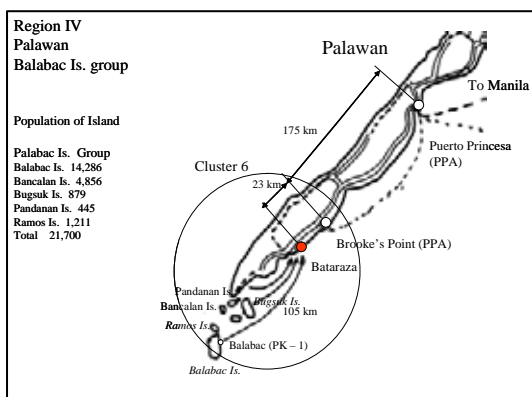 Region IV
Palawan
Balabac Is. group
Population of Island
Palabac Is. Group
Balabac Is. 14,286
Bancalan Is. 4,856
Bugsuk Is. 879
Pandanan Is. 445
Ramos Is. 1,211
Total 21,700
Palawan
To Manila
175 km
Puerto Princesa
(PPA)
Cluster 6
23 km
Brooke's Point (PPA)
Bataraza
Pandanan Is.
Bancalan Is.
Bugsuk Is.
105 km
Ramos Is.
Balabac (PK – 1)
Balabac Is.